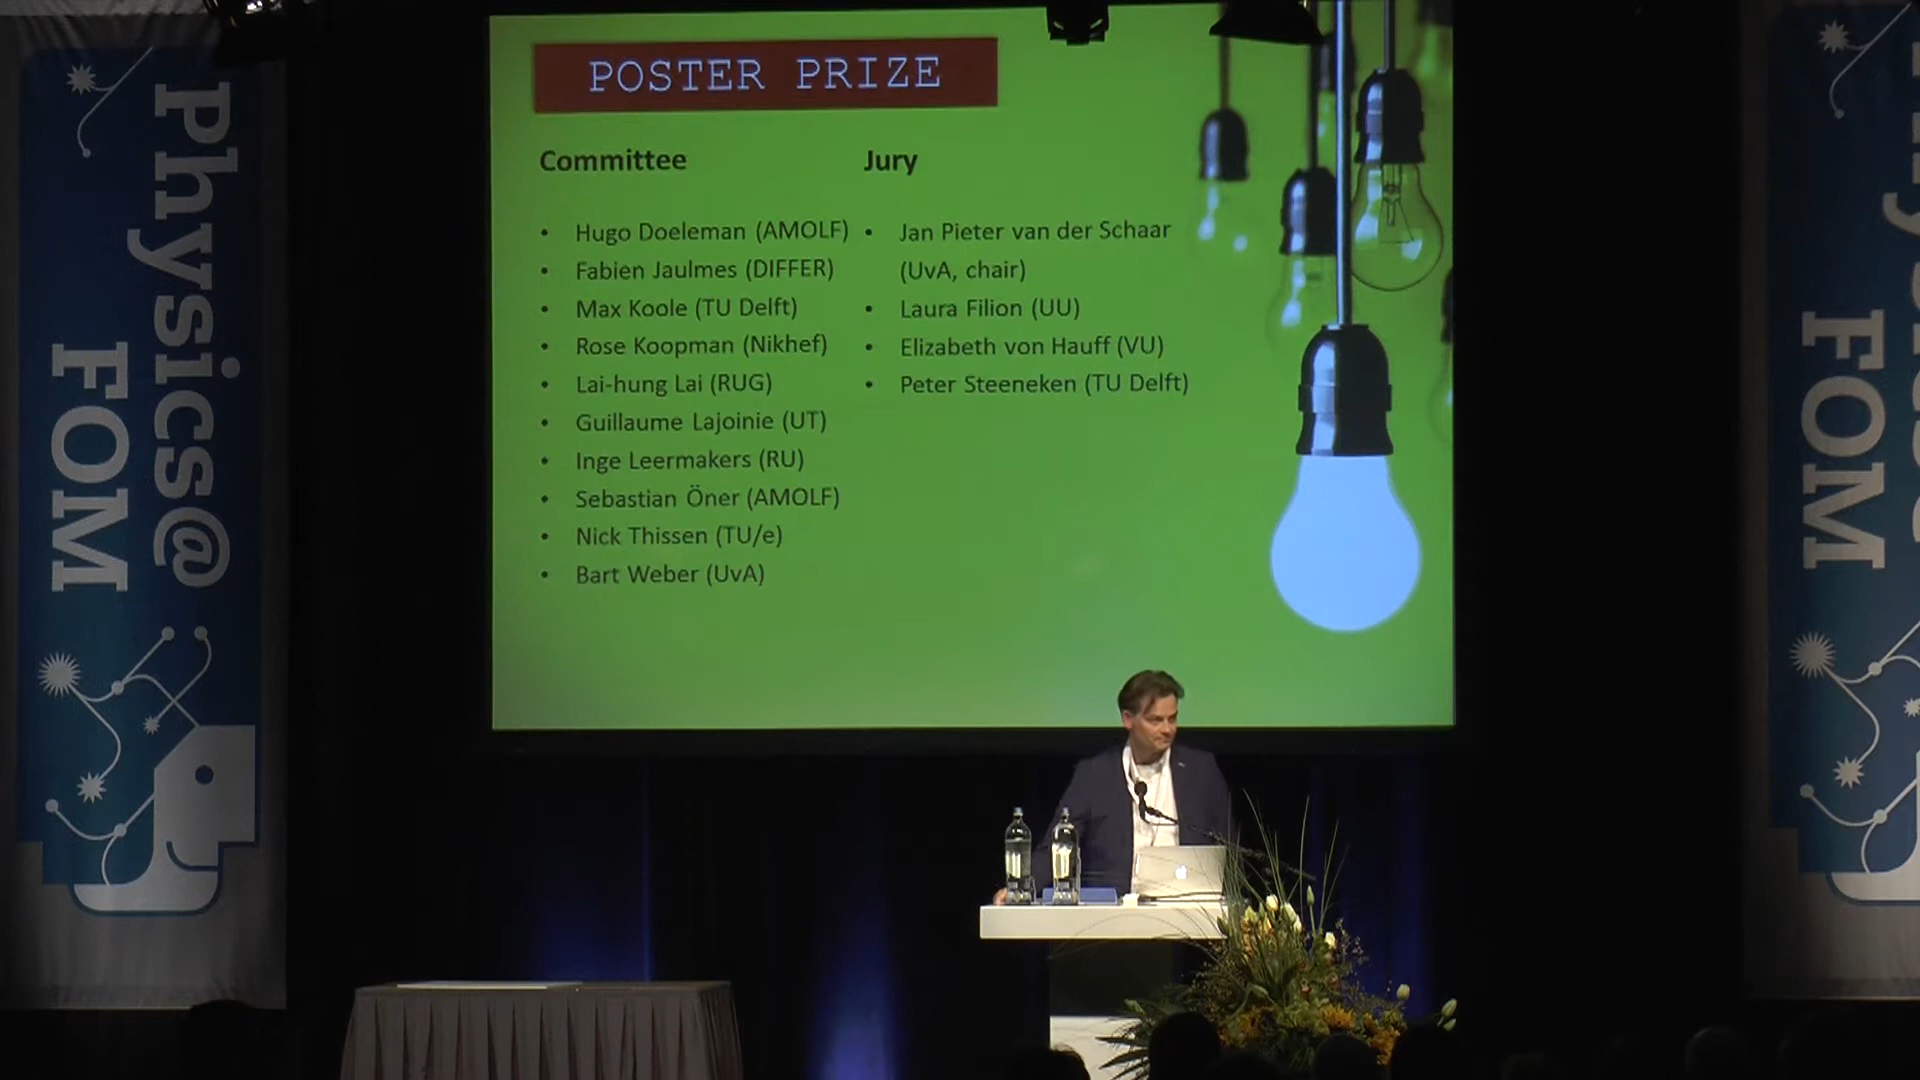 Physics@
FOM
POSTER PRIZE
Committee
• Hugo Doeleman (AMOLF)
• Fabien Jaulmes (DIFFER)
• Max Koole (TU Delft)
• Rose Koopman (Nikhef)
• Lai-hung Lai (RUG)
• Guillaume Lajoinie (UT)
• Inge Leermakers (RU)
• Sebastian Öner (AMOLF)
• Nick Thissen (TU/e)
• Bart Weber (UvA)
Jury
• Jan Pieter van der Schaar
(UvA, chair)
• Laura Filion (UU)
• Elizabeth von Hauff (VU)
• Peter Steeneken (TU Delft)
FOM